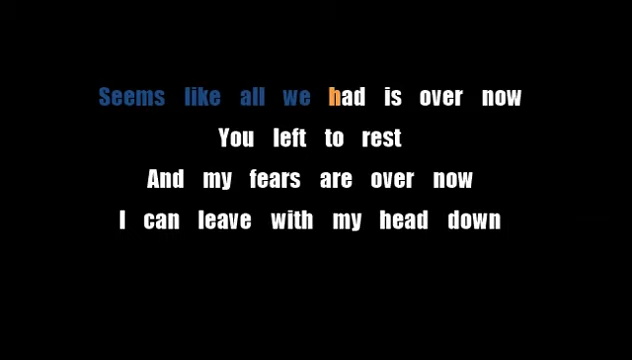 Seems like all we had is over now
You left to rest
And my fears are over now
I can leave with my head down